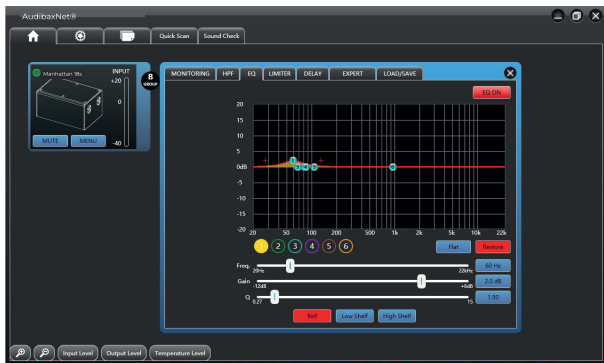 AudibaxNet®
Quick Scan Sound Check
Manhattan 18s
INPUT
+20
0
-40
MUTE MENU
B
GROUP
MONITORING HPF EQ LIMITER DELAY EXPERT LOAD/SAVE
EQ ON
20
15
10
5
0dB
-5
-10
-15
-20
20 50 100 200 500 1k 2k 5k 10k 22k
1 2 3 4 5 6
Flat Restore
Freq.
20Hz 22kHz
60 Hz
Gain
-12dB +6dB
2.0 dB
Q
0.27 15
1.50
Bell Low Shelf High Shelf
Input Level Output Level Temperature Level